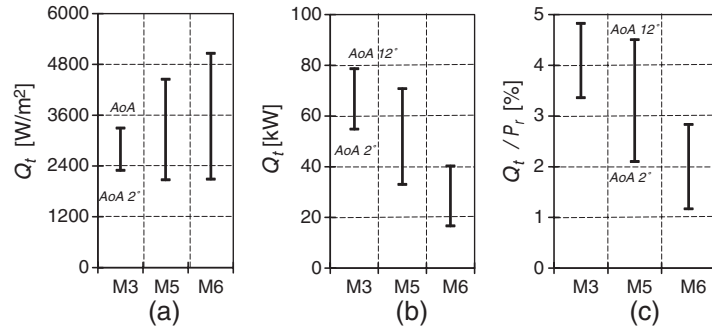 6000
4800
3600
2400
1200
0
Q_t [W/m²]
AoA
AoA 2°
M3 M5 M6
(a)
100
80
60
40
20
0
Q_t [kW]
AoA 12°
AoA 2°
M3 M5 M6
(b)
5
4
3
2
1
0
Q_t / P_r [%]
AoA 12°
AoA 2°
M3 M5 M6
(c)